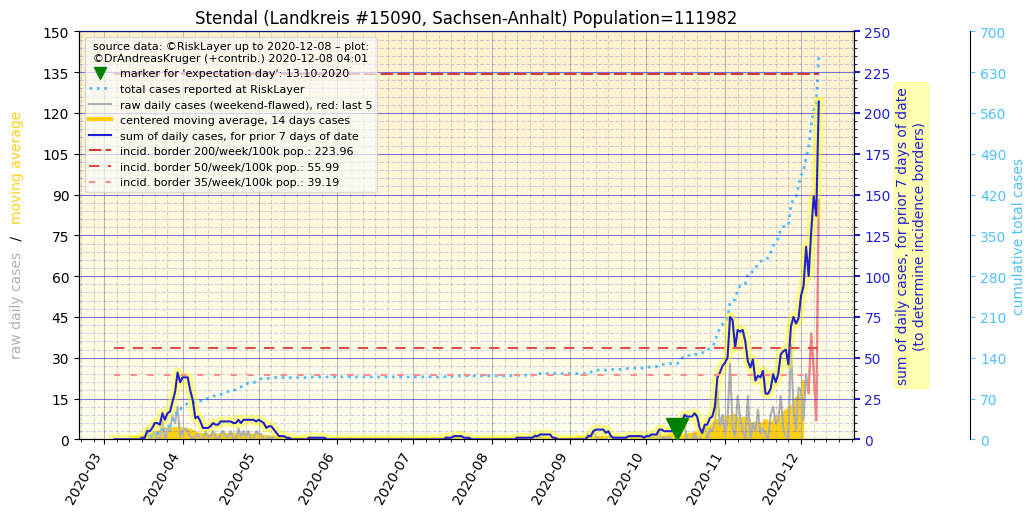 Stendal (Landkreis #15090, Sachsen-Anhalt) Population=111982
source data: ©RiskLayer up to 2020-12-08 – plot:
©DrAndreasKruger (+contrib.) 2020-12-08 04:01
marker for 'expectation day': 13.10.2020
total cases reported at RiskLayer
raw daily cases (weekend-flawed), red: last 5
centered moving average, 14 days cases
sum of daily cases, for prior 7 days of date
incid. border 200/week/100k pop.: 223.96
incid. border 50/week/100k pop.: 55.99
incid. border 35/week/100k pop.: 39.19
raw daily cases / moving average
150
135
120
105
90
75
60
45
30
15
0
2020-03
2020-04
2020-05
2020-06
2020-07
2020-08
2020-09
2020-10
2020-11
2020-12
250
225
200
175
150
125
100
75
50
25
0
sum of daily cases, for prior 7 days of date
(to determine incidence borders)
700
630
560
490
420
350
280
210
140
70
0
cumulative total cases